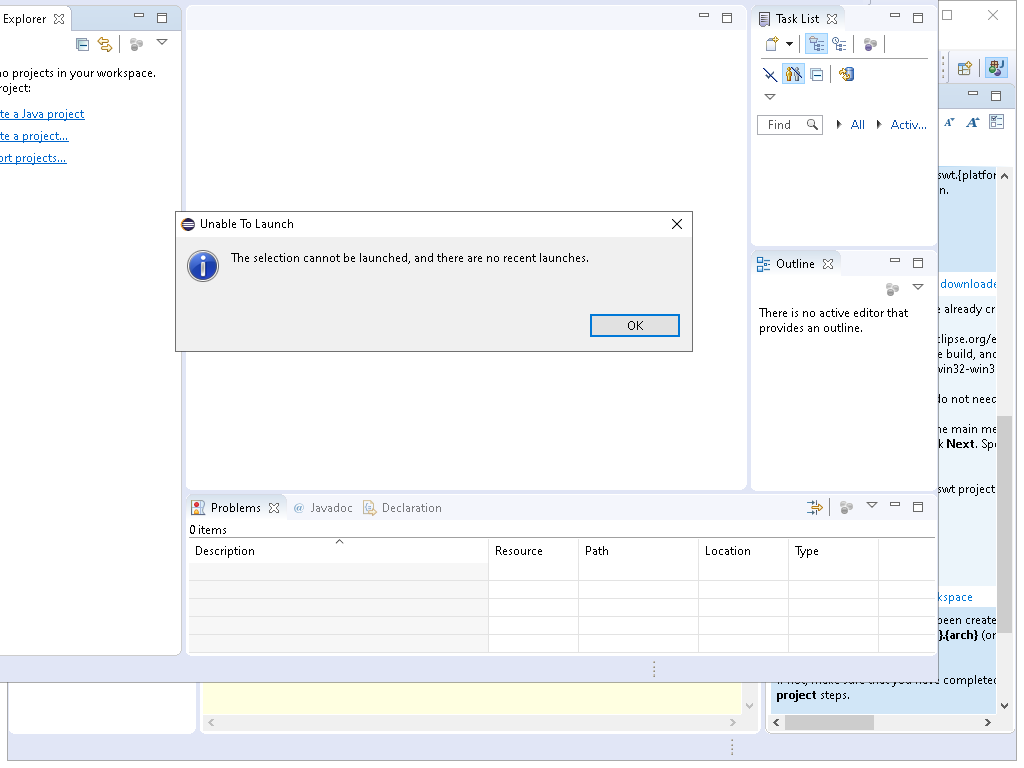 Explorer
Task List
no projects in your workspace.
roject:
te a Java project
te a project...
ort projects...
Find
All
Activ...
swt.{platfor
n.
Unable To Launch
The selection cannot be launched, and there are no recent launches.
OK
Outline
There is no active editor that
provides an outline.
downloade
e already cr
clipse.org/e
e build, and
win32-win3
do not need
he main me
k Next. Spe
swt project
Problems
@ Javadoc
Declaration
0 items
Description
Resource
Path
Location
Type
kspace
been create
}.{arch} (or
If not, make sure that you have completed
project steps.